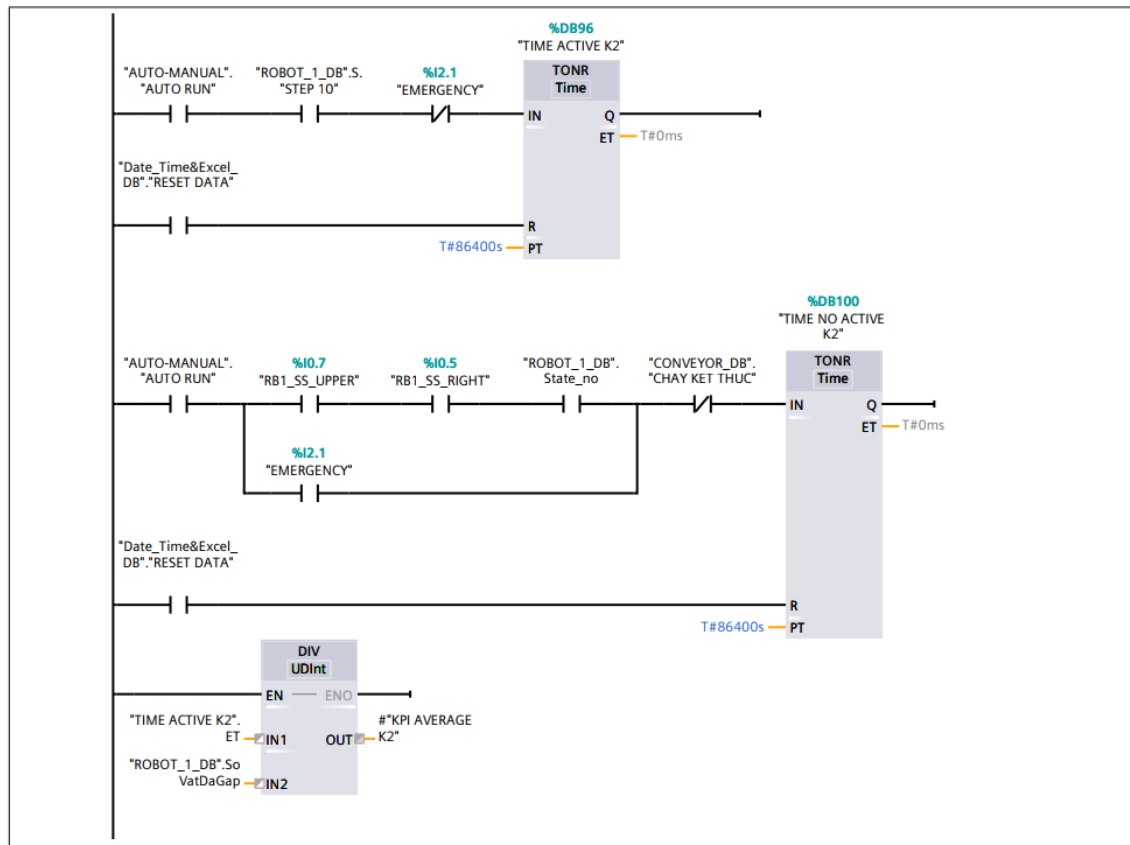 %DB96
"TIME ACTIVE K2"
"AUTO-MANUAL".
"AUTO RUN"
"ROBOT_1_DB".S.
"STEP 10"
%I2.1
"EMERGENCY"
TONR
Time
IN
Q
ET
T#0ms
"Date_Time&Excel_
DB"."RESET DATA"
R
T#86400s
PT
%DB100
"TIME NO ACTIVE
K2"
"AUTO-MANUAL".
"AUTO RUN"
%I0.7
"RB1_SS_UPPER"
%I0.5
"RB1_SS_RIGHT"
"ROBOT_1_DB".
State_no
"CONVEYOR_DB".
"CHAY KET THUC"
TONR
Time
IN
Q
ET
T#0ms
%I2.1
"EMERGENCY"
"Date_Time&Excel_
DB"."RESET DATA"
R
T#86400s
PT
DIV
UDInt
EN
ENO
"TIME ACTIVE K2".
ET
IN1
OUT
#"KPI AVERAGE
K2"
"ROBOT_1_DB".So
VatDaGap
IN2